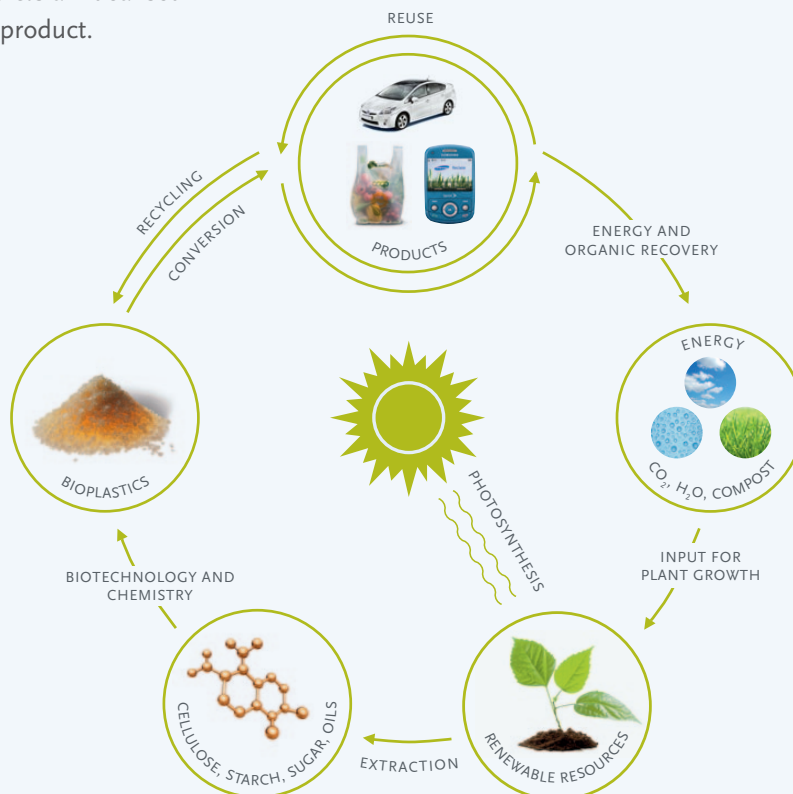 product.
REUSE
PRODUCTS
RECYCLING
CONVERSION
ENERGY AND
ORGANIC RECOVERY
ENERGY
CO₂, H₂O, COMPOST
BIOPLASTICS
PHOTOSYNTHESIS
INPUT FOR
PLANT GROWTH
BIOTECHNOLOGY AND
CHEMISTRY
CELLULOSE, STARCH, SUGAR, OILS
EXTRACTION
RENEWABLE RESOURCES